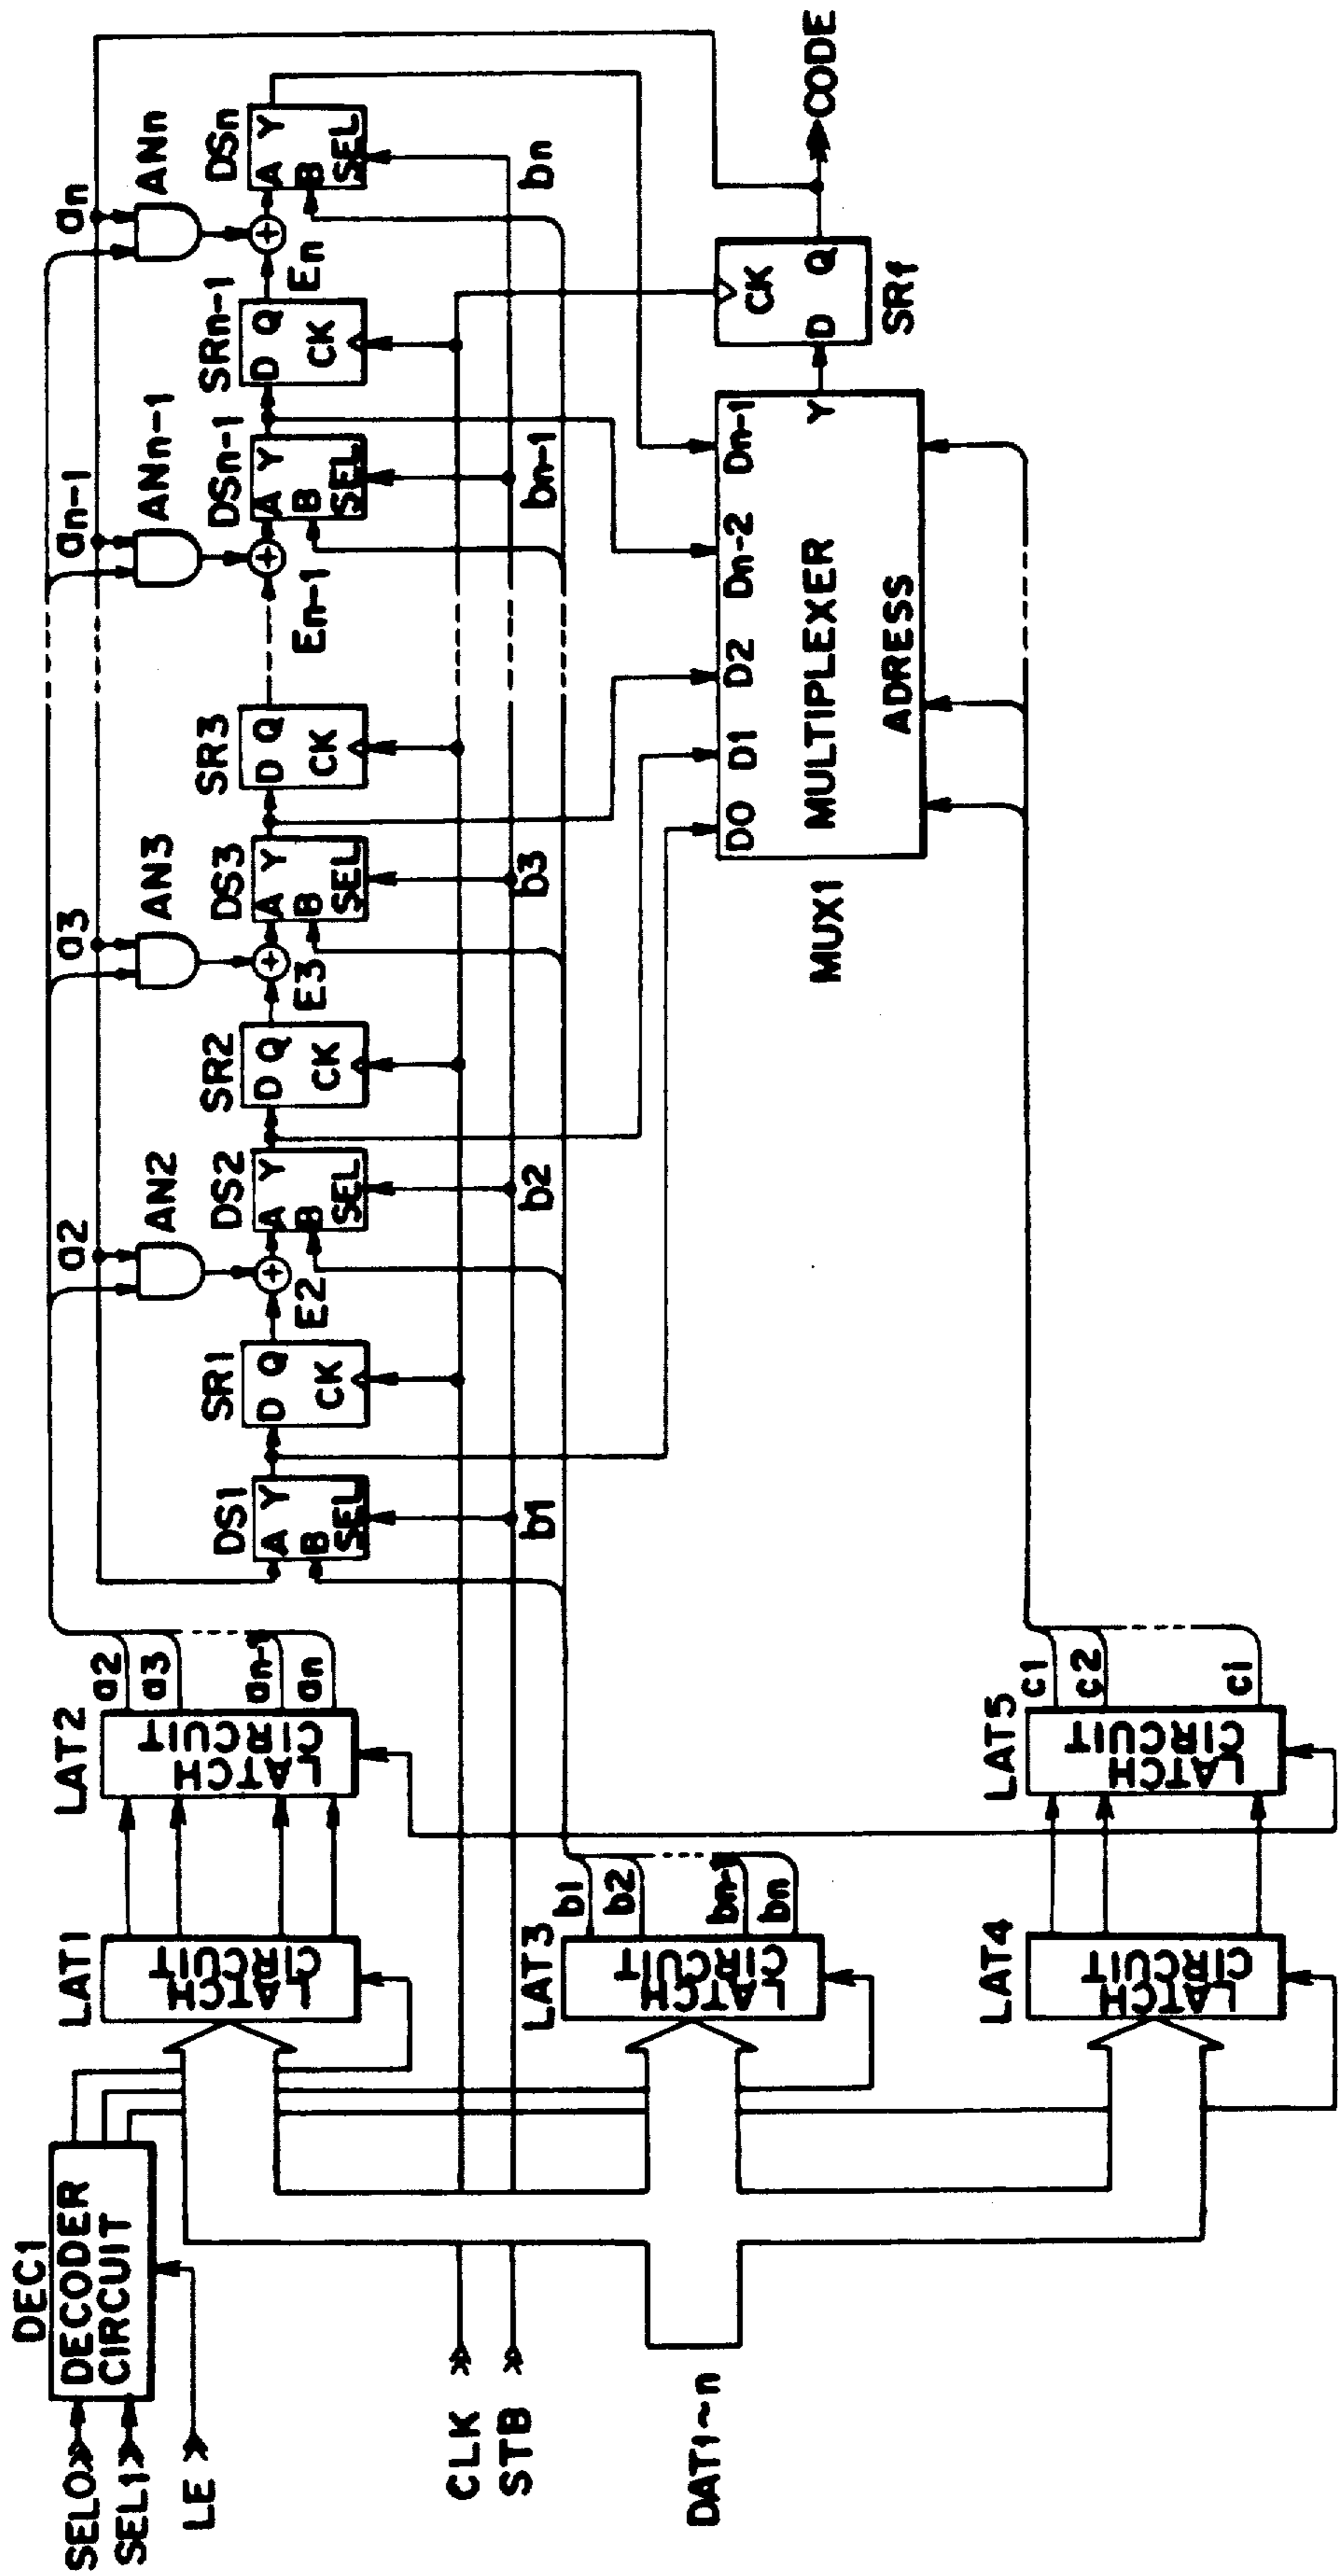 DEC1
DECODER
CIRCUIT
SEL0
SEL1
LE
CLK
STB
DAT1~n
LAT1
LATCH
CIRCUIT
LAT2
LATCH
CIRCUIT
a2
a3
an-1
an
LAT3
LATCH
CIRCUIT
b1
b2
bn-1
bn
LAT4
LATCH
CIRCUIT
LAT5
LATCH
CIRCUIT
c1
c2
ci
a2
a3
an-1
an
AN2
AN3
ANn-1
ANn
DS1
A Y
B
SEL
SR1
D Q
CK
E2
DS2
A Y
B
SEL
SR2
D Q
CK
E3
DS3
A Y
B
SEL
SR3
D Q
CK
En-1
DSn-1
A Y
B
SEL
SRn-1
D Q
CK
En
DSn
A Y
B
SEL
b1
b2
b3
bn-1
bn
D0 D1 D2 Dn-2 Dn-1
MULTIPLEXER
Y
ADRESS
MUX1
CK
D Q
SRf
CODE